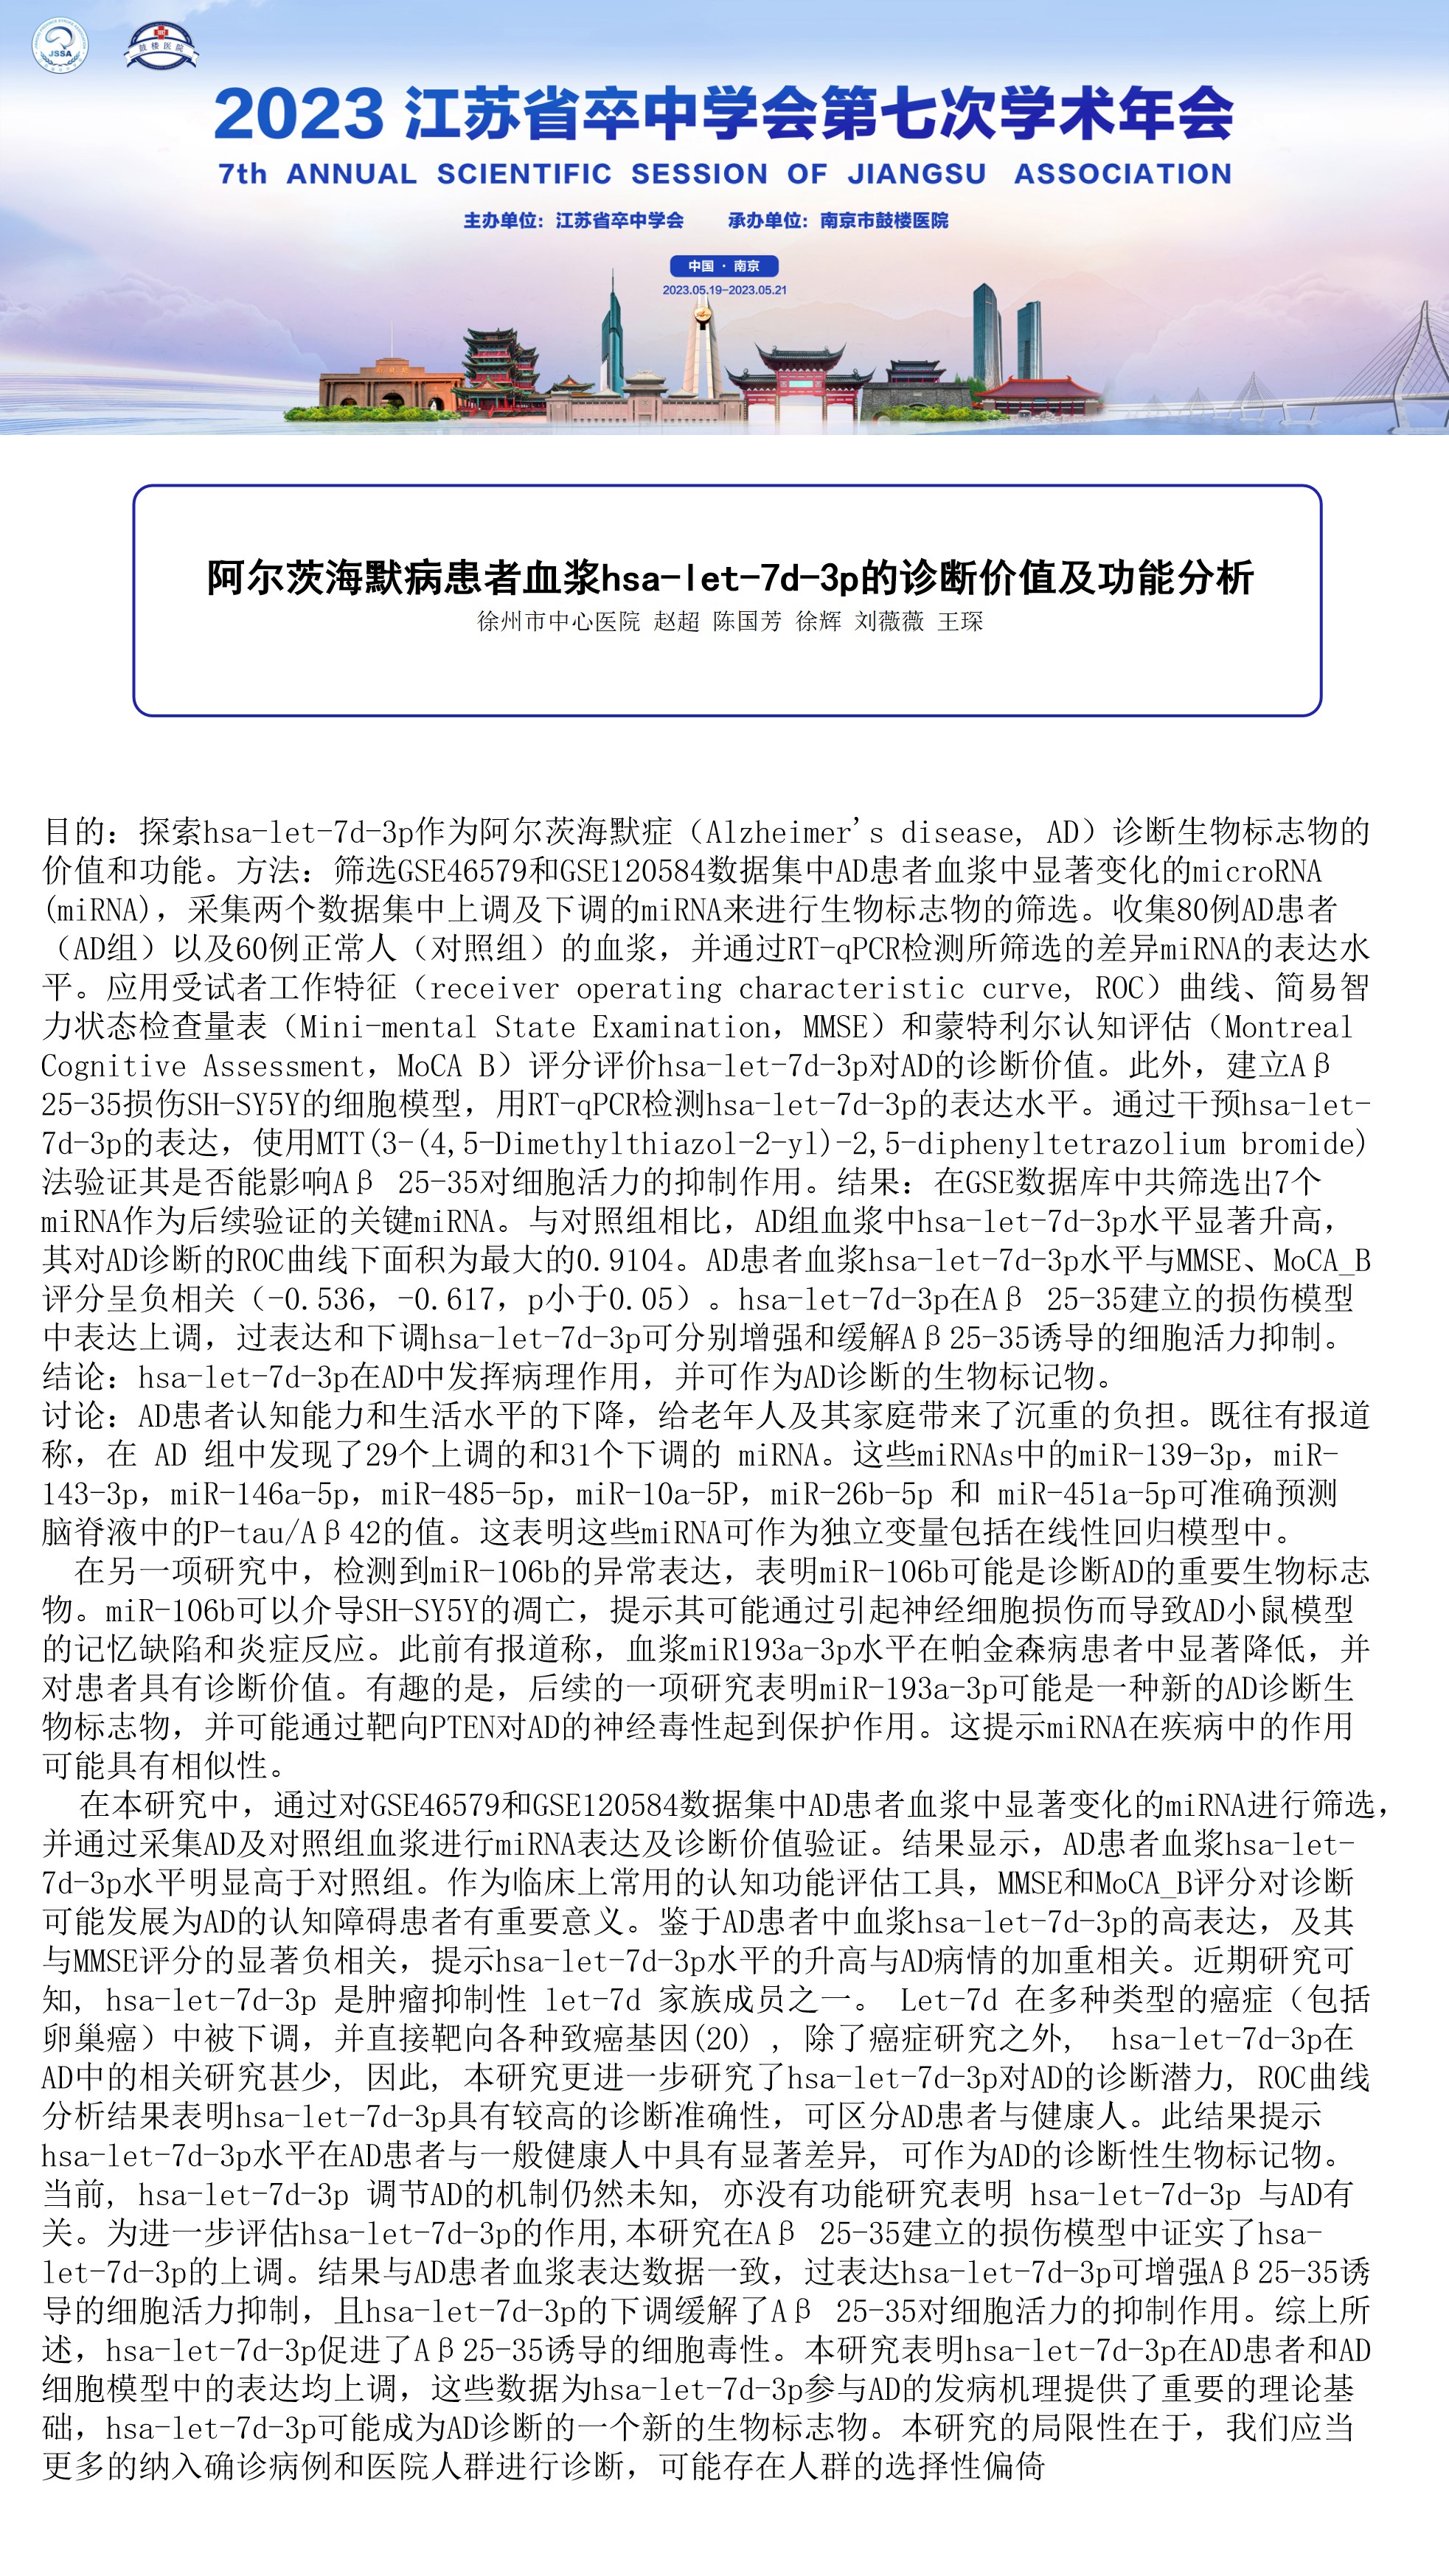 JSSA
鼓楼医院
2023 江苏省卒中学会第七次学术年会
7th ANNUAL SCIENTIFIC SESSION OF JIANGSU ASSOCIATION
主办单位：江苏省卒中学会 承办单位：南京市鼓楼医院
中国 · 南京
2023.05.19-2023.05.21
阿尔茨海默病患者血浆hsa-let-7d-3p的诊断价值及功能分析
徐州市中心医院 赵超 陈国芳 徐辉 刘薇薇 王琛
目的：探索hsa-let-7d-3p作为阿尔茨海默症（Alzheimer's disease, AD）诊断生物标志物的
价值和功能。方法：筛选GSE46579和GSE120584数据集中AD患者血浆中显著变化的microRNA
(miRNA)，采集两个数据集中上调及下调的miRNA来进行生物标志物的筛选。收集80例AD患者
（AD组）以及60例正常人（对照组）的血浆，并通过RT-qPCR检测所筛选的差异miRNA的表达水
平。应用受试者工作特征（receiver operating characteristic curve, ROC）曲线、简易智
力状态检查量表（Mini-mental State Examination，MMSE）和蒙特利尔认知评估（Montreal
Cognitive Assessment，MoCA B）评分评价hsa-let-7d-3p对AD的诊断价值。此外，建立Aβ
25-35损伤SH-SY5Y的细胞模型，用RT-qPCR检测hsa-let-7d-3p的表达水平。通过干预hsa-let-
7d-3p的表达，使用MTT(3-(4,5-Dimethylthiazol-2-yl)-2,5-diphenyltetrazolium bromide)
法验证其是否能影响Aβ 25-35对细胞活力的抑制作用。结果：在GSE数据库中共筛选出7个
miRNA作为后续验证的关键miRNA。与对照组相比，AD组血浆中hsa-let-7d-3p水平显著升高，
其对AD诊断的ROC曲线下面积为最大的0.9104。AD患者血浆hsa-let-7d-3p水平与MMSE、MoCA_B
评分呈负相关（-0.536，-0.617，p小于0.05）。hsa-let-7d-3p在Aβ 25-35建立的损伤模型
中表达上调，过表达和下调hsa-let-7d-3p可分别增强和缓解Aβ25-35诱导的细胞活力抑制。
结论：hsa-let-7d-3p在AD中发挥病理作用，并可作为AD诊断的生物标记物。
讨论：AD患者认知能力和生活水平的下降，给老年人及其家庭带来了沉重的负担。既往有报道
称，在 AD 组中发现了29个上调的和31个下调的 miRNA。这些miRNAs中的miR-139-3p，miR-
143-3p，miR-146a-5p，miR-485-5p，miR-10a-5P，miR-26b-5p 和 miR-451a-5p可准确预测
脑脊液中的P-tau/Aβ42的值。这表明这些miRNA可作为独立变量包括在线性回归模型中。
在另一项研究中，检测到miR-106b的异常表达，表明miR-106b可能是诊断AD的重要生物标志
物。miR-106b可以介导SH-SY5Y的凋亡，提示其可能通过引起神经细胞损伤而导致AD小鼠模型
的记忆缺陷和炎症反应。此前有报道称，血浆miR193a-3p水平在帕金森病患者中显著降低，并
对患者具有诊断价值。有趣的是，后续的一项研究表明miR-193a-3p可能是一种新的AD诊断生
物标志物，并可能通过靶向PTEN对AD的神经毒性起到保护作用。这提示miRNA在疾病中的作用
可能具有相似性。
在本研究中，通过对GSE46579和GSE120584数据集中AD患者血浆中显著变化的miRNA进行筛选，
并通过采集AD及对照组血浆进行miRNA表达及诊断价值验证。结果显示，AD患者血浆hsa-let-
7d-3p水平明显高于对照组。作为临床上常用的认知功能评估工具，MMSE和MoCA_B评分对诊断
可能发展为AD的认知障碍患者有重要意义。鉴于AD患者中血浆hsa-let-7d-3p的高表达，及其
与MMSE评分的显著负相关，提示hsa-let-7d-3p水平的升高与AD病情的加重相关。近期研究可
知, hsa-let-7d-3p 是肿瘤抑制性 let-7d 家族成员之一。 Let-7d 在多种类型的癌症（包括
卵巢癌）中被下调，并直接靶向各种致癌基因(20) , 除了癌症研究之外,  hsa-let-7d-3p在
AD中的相关研究甚少, 因此, 本研究更进一步研究了hsa-let-7d-3p对AD的诊断潜力, ROC曲线
分析结果表明hsa-let-7d-3p具有较高的诊断准确性，可区分AD患者与健康人。此结果提示
hsa-let-7d-3p水平在AD患者与一般健康人中具有显著差异, 可作为AD的诊断性生物标记物。
当前, hsa-let-7d-3p 调节AD的机制仍然未知, 亦没有功能研究表明 hsa-let-7d-3p 与AD有
关。为进一步评估hsa-let-7d-3p的作用,本研究在Aβ 25-35建立的损伤模型中证实了hsa-
let-7d-3p的上调。结果与AD患者血浆表达数据一致，过表达hsa-let-7d-3p可增强Aβ25-35诱
导的细胞活力抑制，且hsa-let-7d-3p的下调缓解了Aβ 25-35对细胞活力的抑制作用。综上所
述，hsa-let-7d-3p促进了Aβ25-35诱导的细胞毒性。本研究表明hsa-let-7d-3p在AD患者和AD
细胞模型中的表达均上调，这些数据为hsa-let-7d-3p参与AD的发病机理提供了重要的理论基
础，hsa-let-7d-3p可能成为AD诊断的一个新的生物标志物。本研究的局限性在于，我们应当
更多的纳入确诊病例和医院人群进行诊断，可能存在人群的选择性偏倚